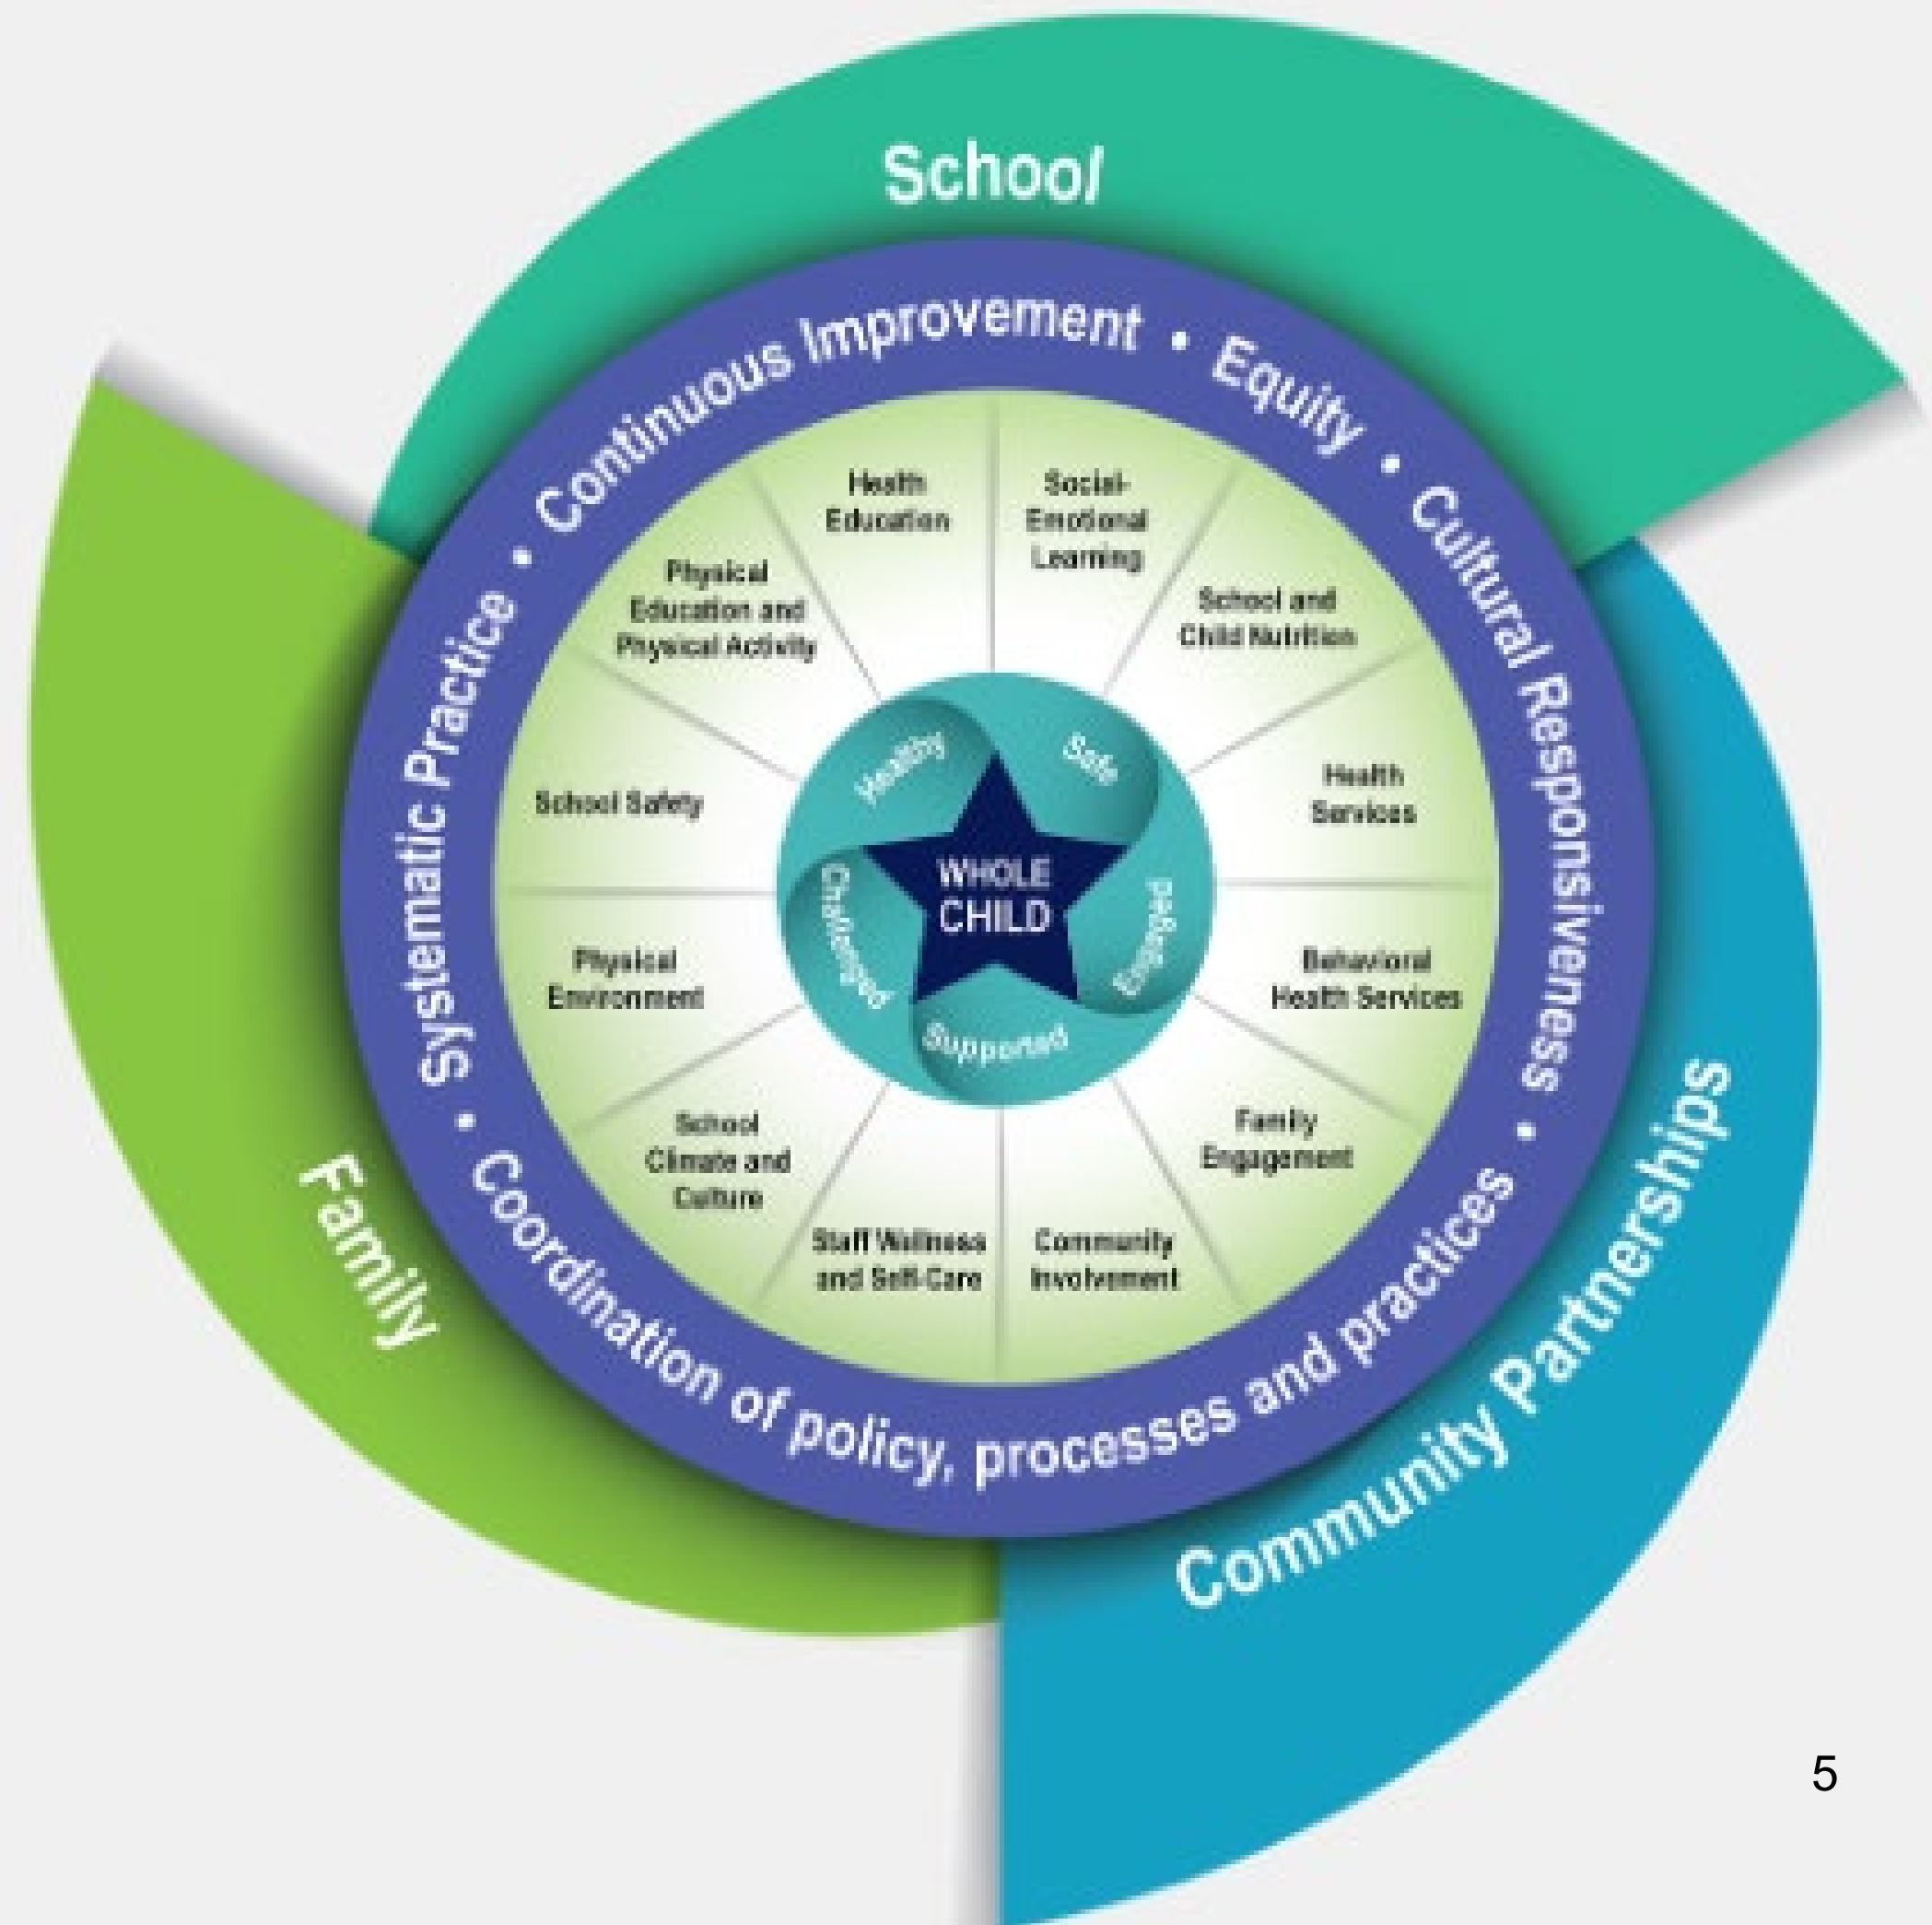 School
Continuous Improvement • Equity • Cultural Responsiveness •
Coordination of policy, processes and practices •
Systematic Practice •
Health
Education
Social-
Emotional
Learning
School and
Child Nutrition
Health
Services
Behavioral
Health Services
Family
Engagement
Community
Involvement
Staff Wellness
and Self-Care
School
Climate and
Culture
Physical
Environment
School Safety
Physical
Education and
Physical Activity
Healthy
Safe
Engaged
Supported
Challenged
WHOLE
CHILD
Family
Community Partnerships
5